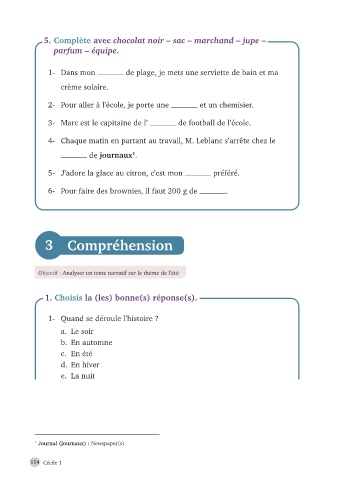 5. Complète avec chocolat noir – sac – marchand – jupe –
parfum – équipe.
1- Dans mon ______ de plage, je mets une serviette de bain et ma
crème solaire.
2- Pour aller à l'école, je porte une ______ et un chemisier.
3- Marc est le capitaine de l' ______ de football de l'école.
4- Chaque matin en partant au travail, M. Leblanc s'arrête chez le
______ de journaux¹.
5- J'adore la glace au citron, c'est mon ______ préféré.
6- Pour faire des brownies, il faut 200 g de ______.
3 Compréhension
Objectif : Analyser un texte narratif sur le thème de l'été
1. Choisis la (les) bonne(s) réponse(s).
1- Quand se déroule l'histoire ?
a. Le soir
b. En automne
c. En été
d. En hiver
e. La nuit
¹ Journal (journaux) : Newspaper(s)
114 Cécile 1